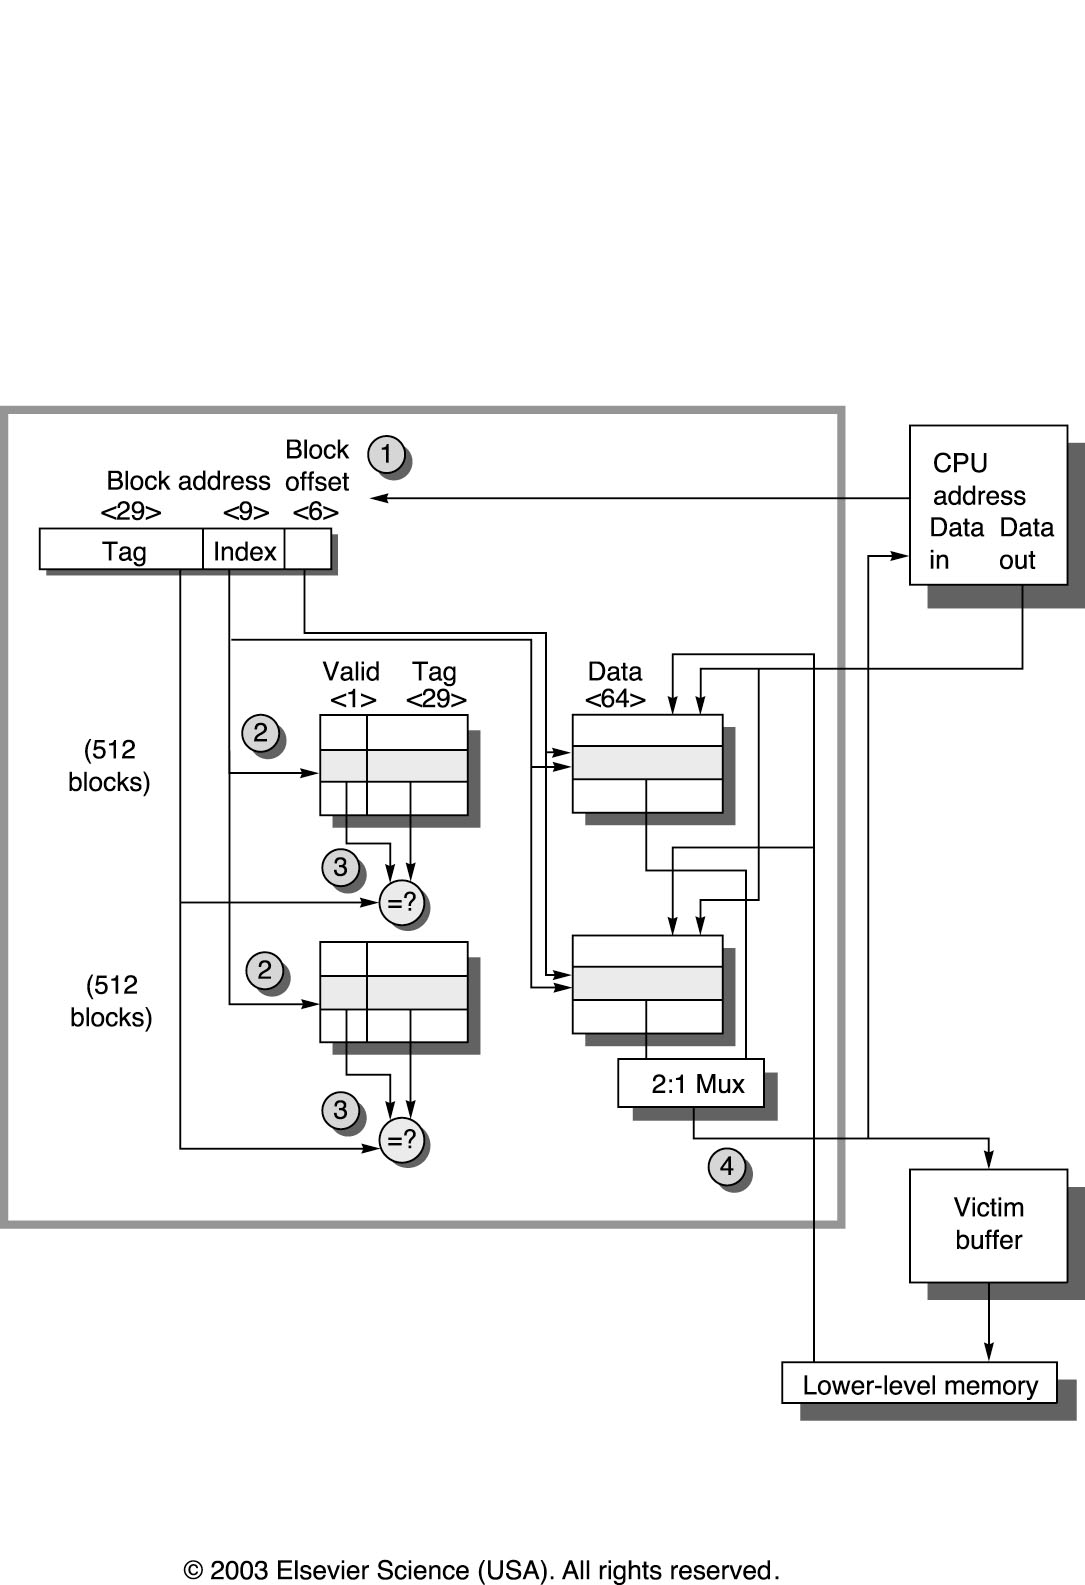 Block
offset
1
Block address
<29>
<9>
<6>
Tag
Index
CPU
address
Data Data
in out
Valid
<1>
Tag
<29>
Data
<64>
2
(512
blocks)
3
=?
2
(512
blocks)
3
=?
2:1 Mux
4
Victim
buffer
Lower-level memory
© 2003 Elsevier Science (USA). All rights reserved.